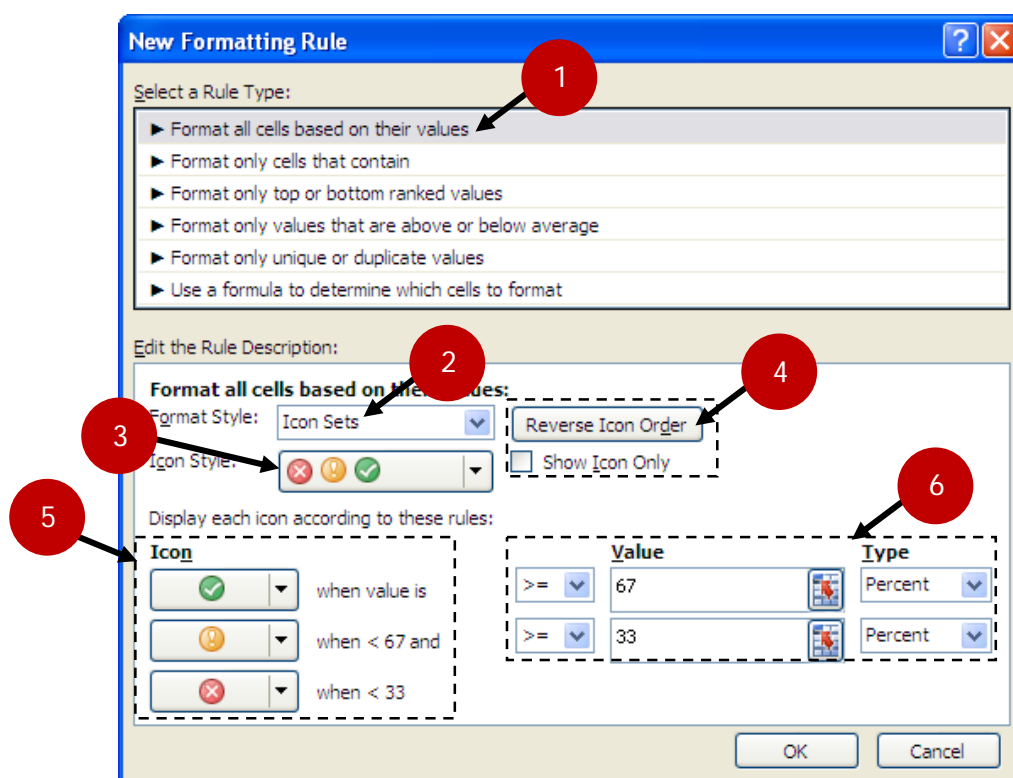 New Formatting Rule
1
Select a Rule Type:
► Format all cells based on their values
► Format only cells that contain
► Format only top or bottom ranked values
► Format only values that are above or below average
► Format only unique or duplicate values
► Use a formula to determine which cells to format
Edit the Rule Description:
2
4
Format all cells based on their values:
Format Style: Icon Sets Reverse Icon Order
3
Icon Style: Show Icon Only
6
5
Display each icon according to these rules:
Icon Value Type
when value is >= 67 Percent
when < 67 and >= 33 Percent
when < 33
OK Cancel